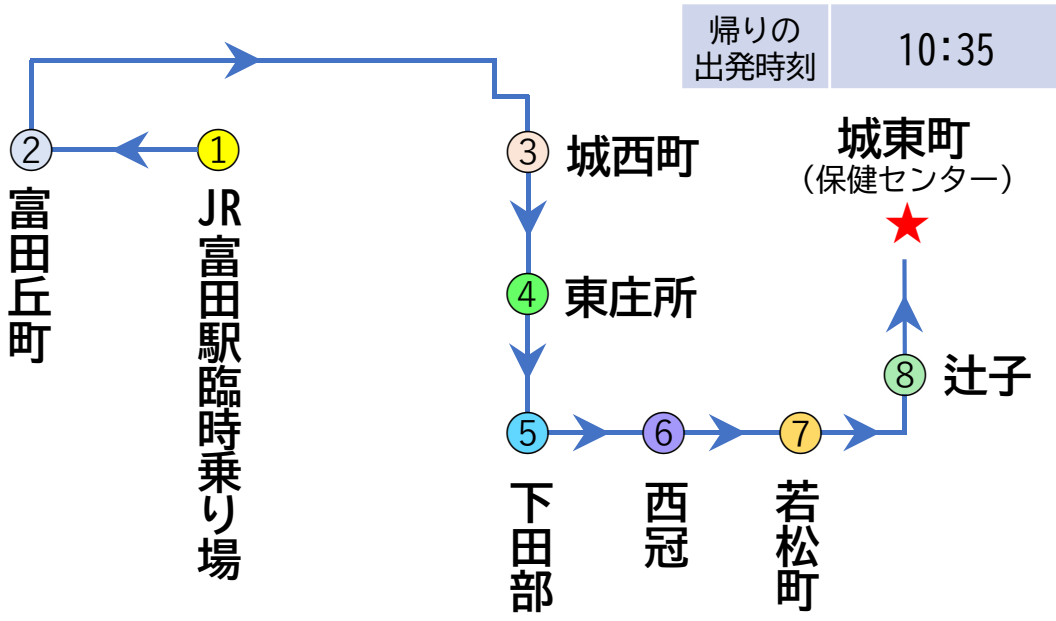 帰りの
出発時刻
10:35
② 富田丘町
① JR富田駅臨時乗り場
③ 城西町
城東町
（保健センター）
④ 東庄所
⑧ 辻子
⑤ 下田部
⑥ 西冠
⑦ 若松町